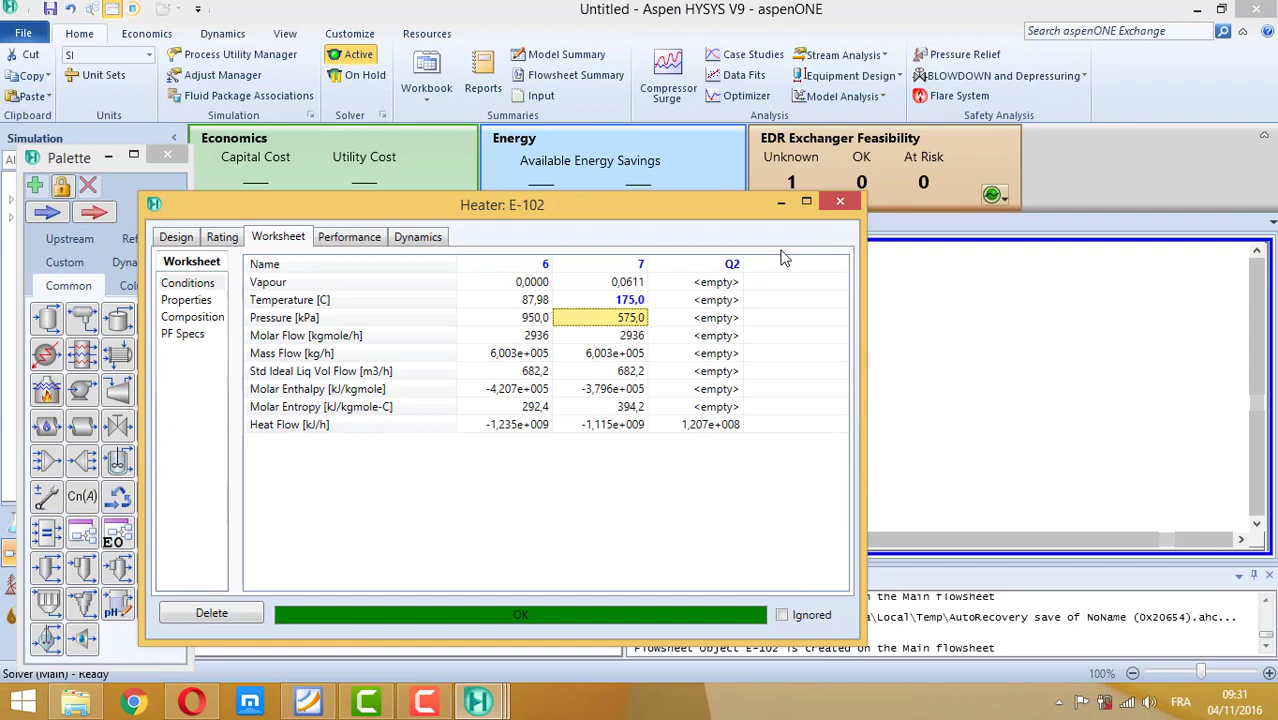 Untitled - Aspen HYSYS V9 - aspenONE
File Home Economics Dynamics View Customize Resources
Search aspenONE Exchange
Cut SI Process Utility Manager Active Model Summary Case Studies Stream Analysis Pressure Relief
Copy Unit Sets Adjust Manager On Hold Workbook Reports Flowsheet Summary Compressor Surge Data Fits Equipment Design BLOWDOWN and Depressuring
Paste Fluid Package Associations Input Optimizer Model Analysis Flare System
Clipboard Units Simulation Solver Summaries Analysis Safety Analysis
Simulation Economics Energy EDR Exchanger Feasibility
Palette Capital Cost Utility Cost Available Energy Savings Unknown OK At Risk
1 0 0
Heater: E-102
Upstream
Custom
Common
Design Rating Worksheet Performance Dynamics
Worksheet
Conditions
Properties
Composition
PF Specs
Name 6 7 Q2
Vapour 0,0000 0,0611 <empty>
Temperature [C] 87,98 175,0 <empty>
Pressure [kPa] 950,0 575,0 <empty>
Molar Flow [kgmole/h] 2936 2936 <empty>
Mass Flow [kg/h] 6,003e+005 6,003e+005 <empty>
Std Ideal Liq Vol Flow [m3/h] 682,2 682,2 <empty>
Molar Enthalpy [kJ/kgmole] -4,207e+005 -3,796e+005 <empty>
Molar Entropy [kJ/kgmole-C] 292,4 394,2 <empty>
Heat Flow [kJ/h] -1,235e+009 -1,115e+009 1,207e+008
Cn(A)
EO
pH
Delete OK Ignored
n the Main flowsheet
a\Local\Temp\AutoRecovery save of NoName (0x20654).ahc...
Flowsheet Object E-102 is created on the Main flowsheet
Solver (Main) - Ready 100%
FRA 09:31
04/11/2016